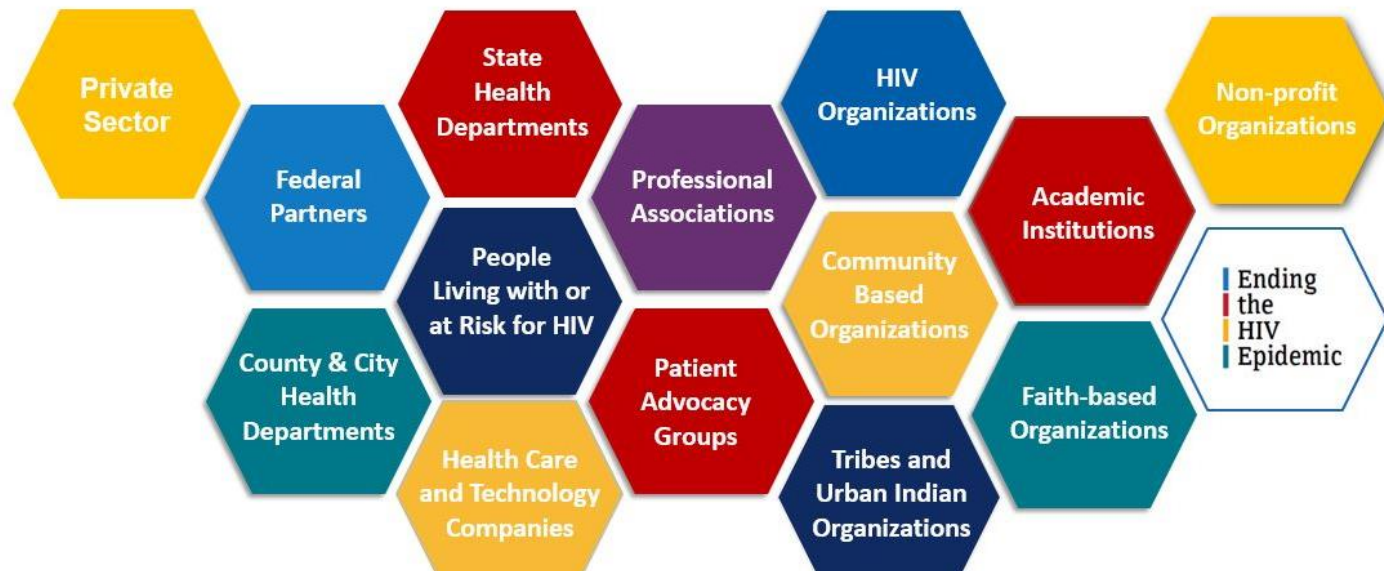 Private
Sector
Federal
Partners
County & City
Health
Departments
State
Health
Departments
People
Living with or
at Risk for HIV
Health Care
and Technology
Companies
Professional
Associations
Patient
Advocacy
Groups
HIV
Organizations
Community
Based
Organizations
Tribes and
Urban Indian
Organizations
Academic
Institutions
Faith-based
Organizations
Non-profit
Organizations
Ending
the
HIV
Epidemic